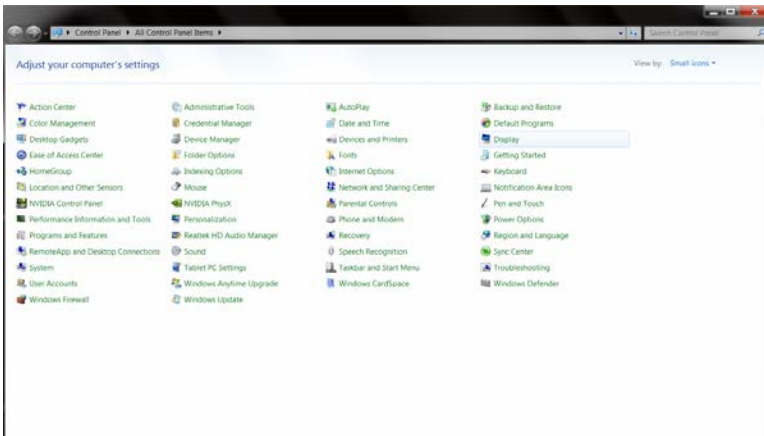 Control Panel ▸ All Control Panel Items ▸
Search Control Panel
Adjust your computer's settings
View by: Small icons
Action Center Administrative Tools AutoPlay Backup and Restore
Color Management Credential Manager Date and Time Default Programs
Desktop Gadgets Device Manager Devices and Printers Display
Ease of Access Center Folder Options Fonts Getting Started
HomeGroup Indexing Options Internet Options Keyboard
Location and Other Sensors Mouse Network and Sharing Center Notification Area Icons
NVIDIA Control Panel NVIDIA PhysX Parental Controls Pen and Touch
Performance Information and Tools Personalization Phone and Modem Power Options
Programs and Features Realtek HD Audio Manager Recovery Region and Language
RemoteApp and Desktop Connections Sound Speech Recognition Sync Center
System Tablet PC Settings Taskbar and Start Menu Troubleshooting
User Accounts Windows Anytime Upgrade Windows CardSpace Windows Defender
Windows Firewall Windows Update